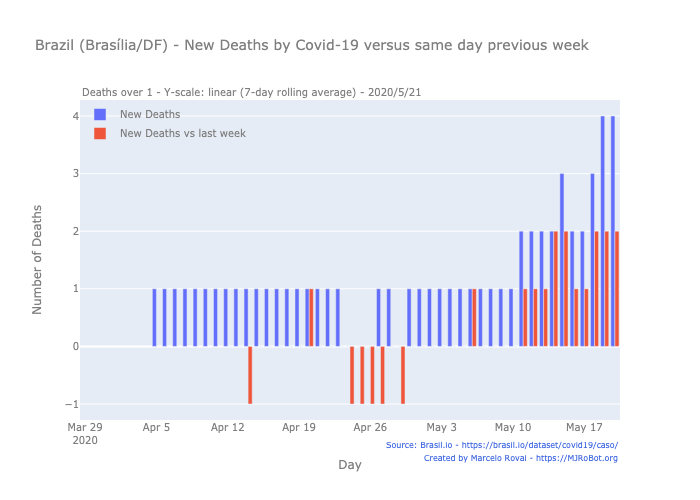 Brazil (Brasília/DF) - New Deaths by Covid-19 versus same day previous week
Deaths over 1 - Y-scale: linear (7-day rolling average) - 2020/5/21
New Deaths
New Deaths vs last week
4
3
2
1
0
−1
Number of Deaths
Mar 29
2020
Apr 5
Apr 12
Apr 19
Apr 26
May 3
May 10
May 17
Day
Source: Brasil.io - https://brasil.io/dataset/covid19/caso/
Created by Marcelo Rovai - https://MJRoBot.org